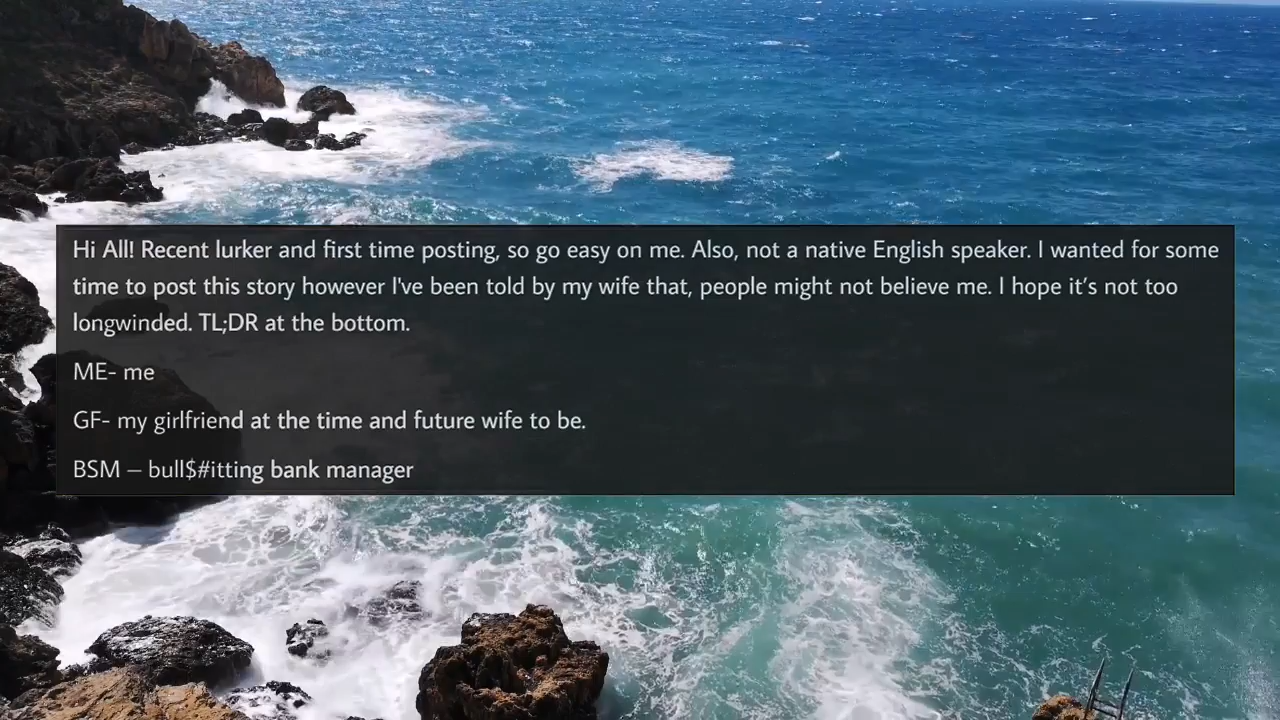 Hi All! Recent lurker and first time posting, so go easy on me. Also, not a native English speaker. I wanted for some
time to post this story however I've been told by my wife that, people might not believe me. I hope it’s not too
longwinded. TL;DR at the bottom.
ME- me
GF- my girlfriend at the time and future wife to be.
BSM – bull$#itting bank manager